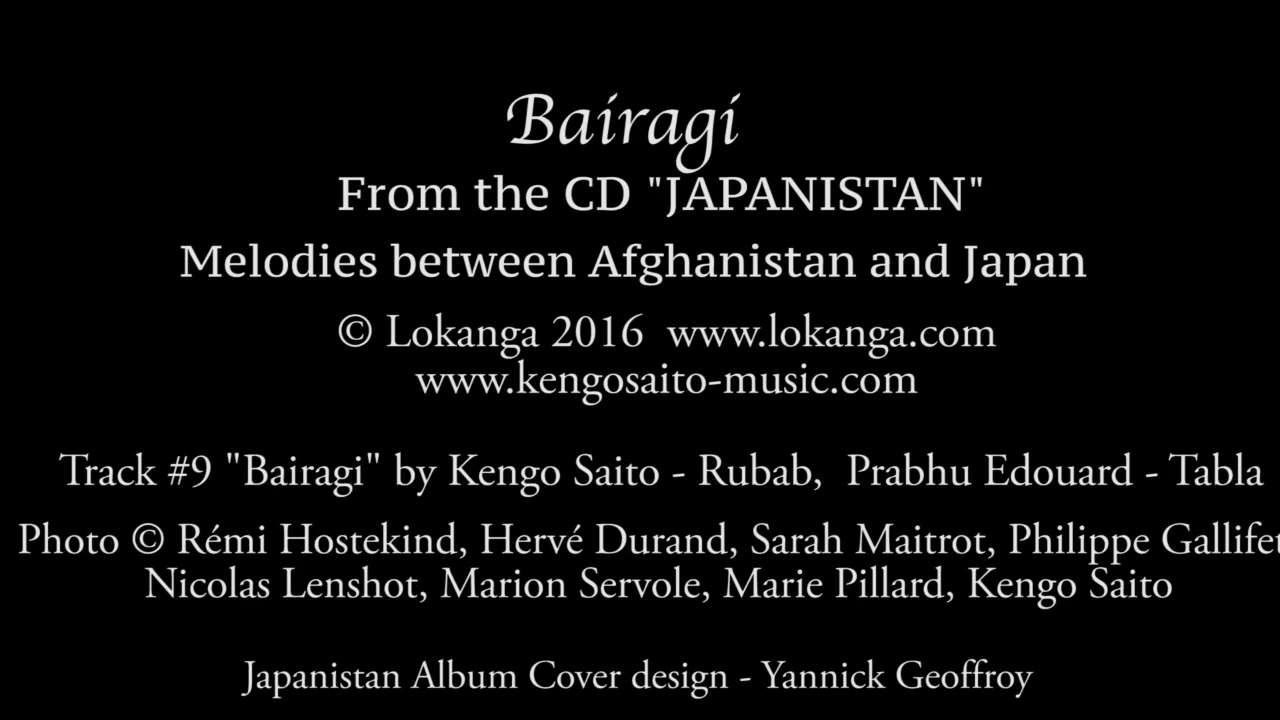 Bairagi
From the CD "JAPANISTAN"
Melodies between Afghanistan and Japan
© Lokanga 2016 www.lokanga.com
www.kengosaito-music.com
Track #9 "Bairagi" by Kengo Saito - Rubab, Prabhu Edouard - Tabla
Photo © Rémi Hostekind, Hervé Durand, Sarah Maitrot, Philippe Gallifet
Nicolas Lenshot, Marion Servole, Marie Pillard, Kengo Saito
Japanistan Album Cover design - Yannick Geoffroy